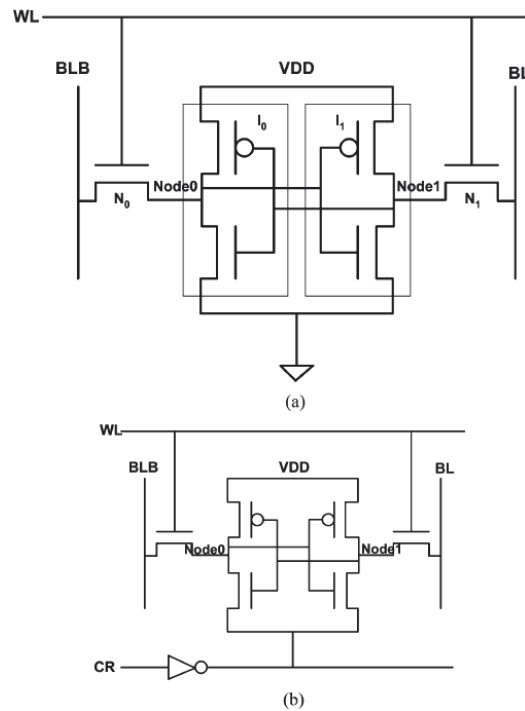 WL
BLB
VDD
BL
I0
I1
Node0
Node1
N0
N1
(a)
WL
BLB
VDD
BL
Node0
Node1
CR
(b)